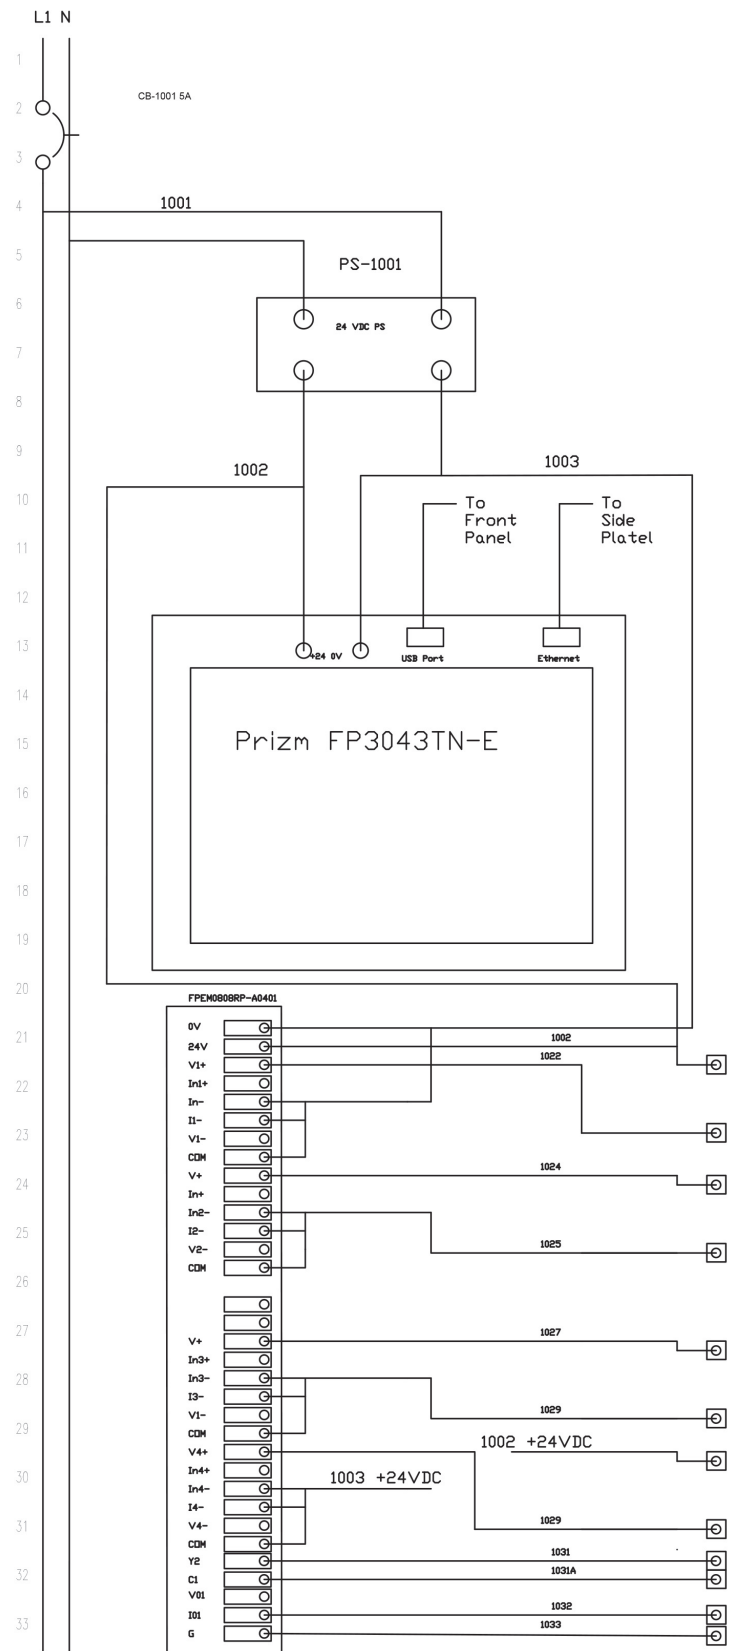 L1 N
1
CB-1001 5A
2
3
4
1001
5
PS-1001
6
24 VDC PS
7
8
9
1002
1003
10
To
Front
Panel
To
Side
Platel
11
12
13
+24 0V
USB Port
Ethernet
14
15
Prizm FP3043TN-E
16
17
18
19
20
FPEM0808RP-A0401
0V
21
24V
1002
V1+
1022
22
In1+
In-
I1-
23
V1-
COM
V+
1024
24
In+
In2-
25
I2-
V2-
1025
COM
26
27
V+
1027
In3+
28
In3-
I3-
V1-
1029
29
COM
V4+
1002 +24VDC
In4+
30
In4-
1003 +24VDC
I4-
31
V4-
1029
COM
Y2
1031
32
C1
1031A
V01
I01
1032
33
G
1033